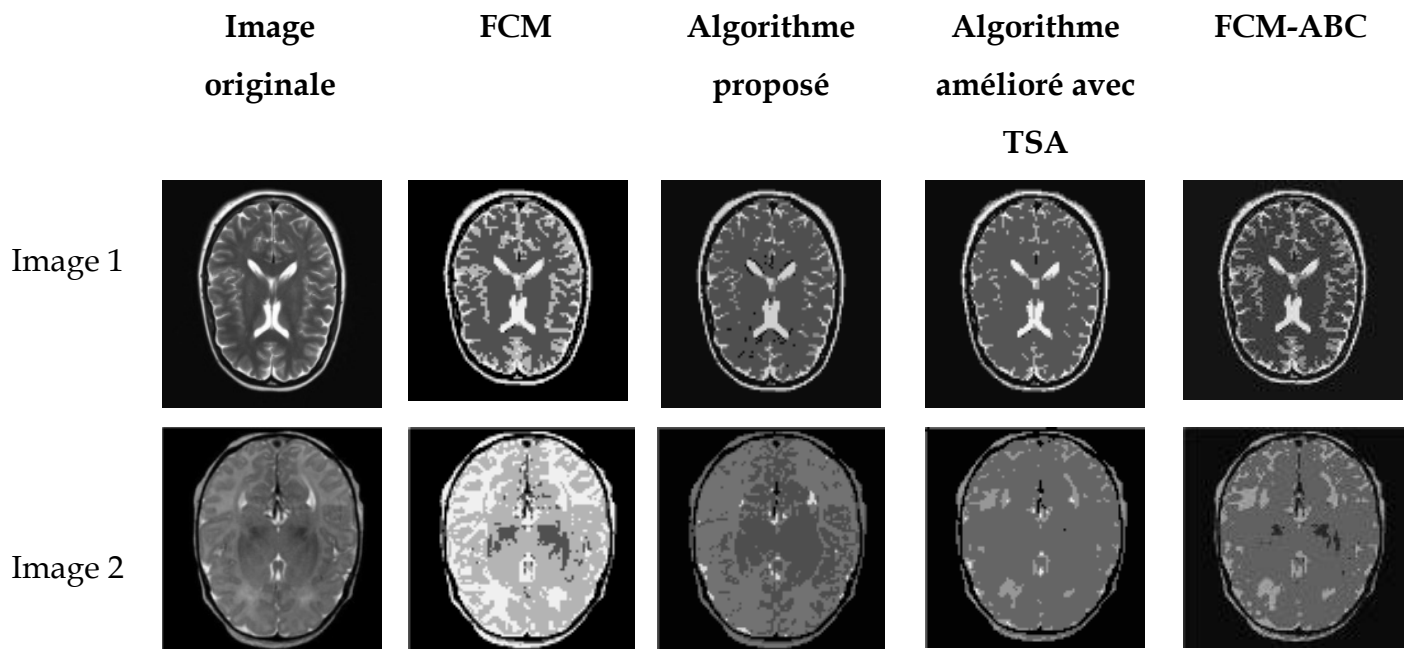 Image
originale
FCM
Algorithme
proposé
Algorithme
amélioré avec
TSA
FCM-ABC
Image 1
Image 2